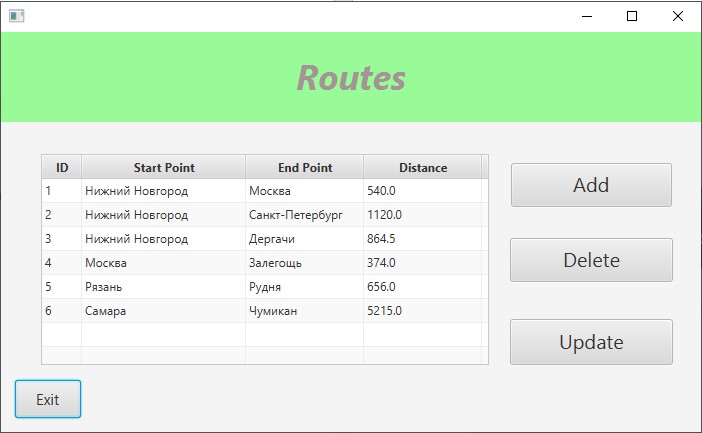 Routes
ID Start Point End Point Distance
1 Нижний Новгород Москва 540.0
2 Нижний Новгород Санкт-Петербург 1120.0
3 Нижний Новгород Дергачи 864.5
4 Москва Залегощь 374.0
5 Рязань Рудня 656.0
6 Самара Чумикан 5215.0
Add
Delete
Update
Exit